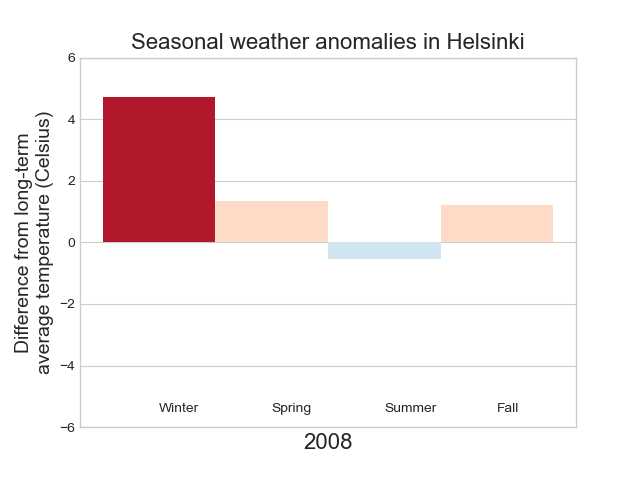 Seasonal weather anomalies in Helsinki
Difference from long-term
average temperature (Celsius)
6
4
2
0
−2
−4
−6
Winter Spring Summer Fall
2008